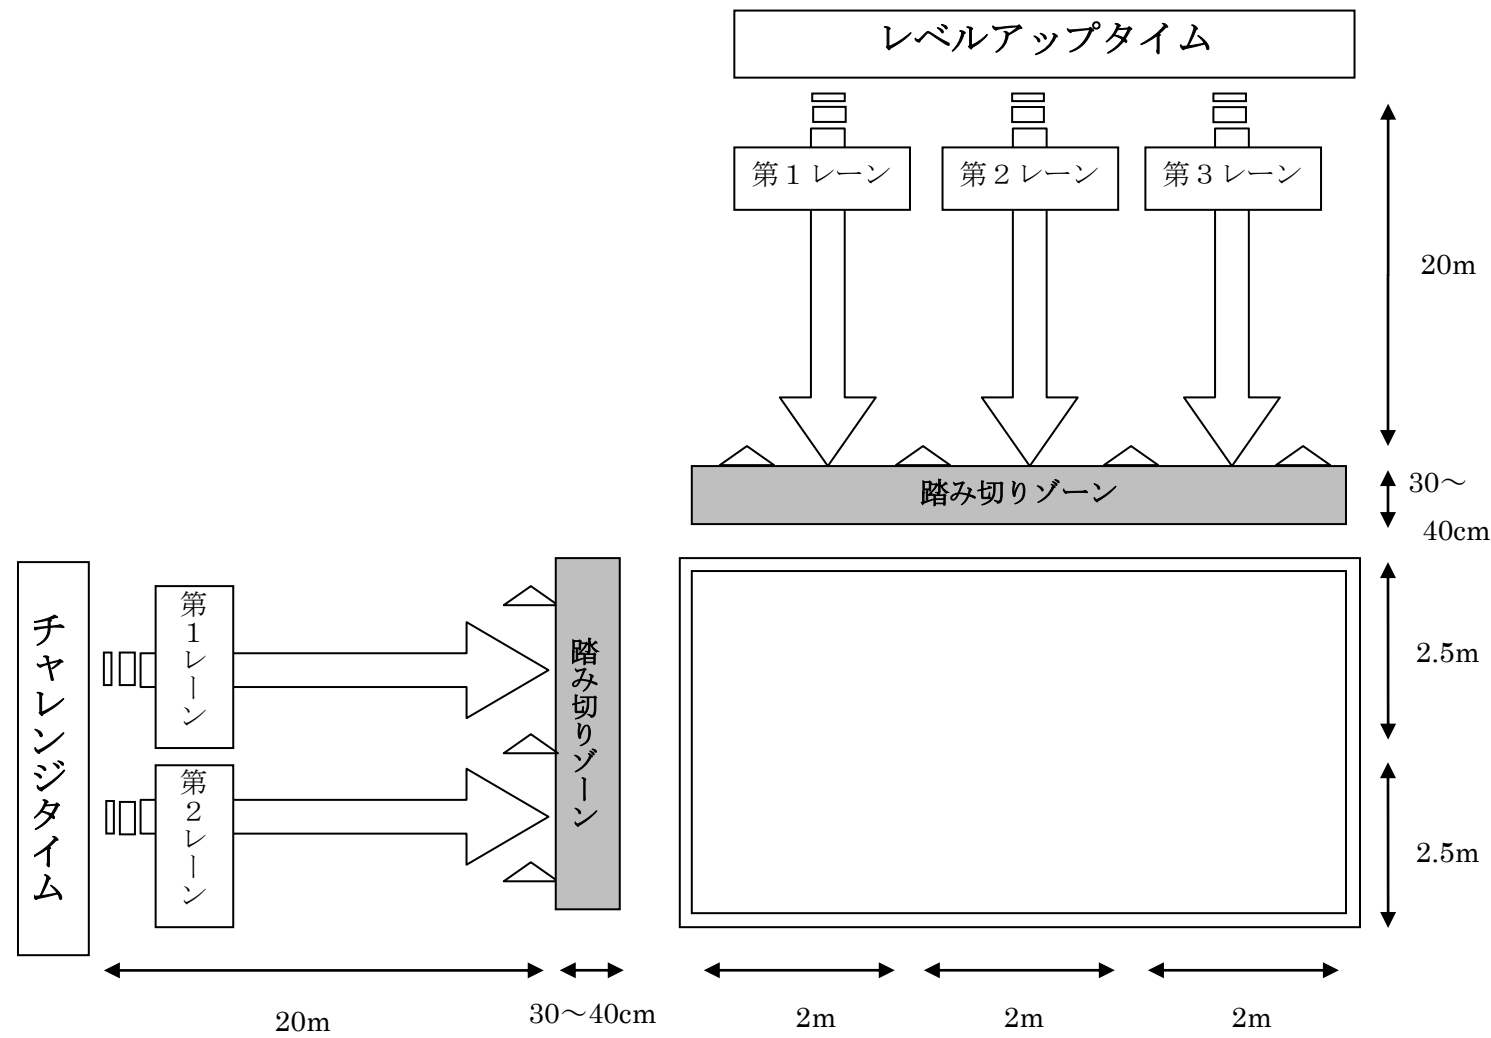 レベルアップタイム
第１レーン
第２レーン
第３レーン
20m
踏み切りゾーン
30～
40cm
チャレンジタイム
第１レーン
第２レーン
踏み切りゾーン
2.5m
2.5m
20m
30～40cm
2m
2m
2m